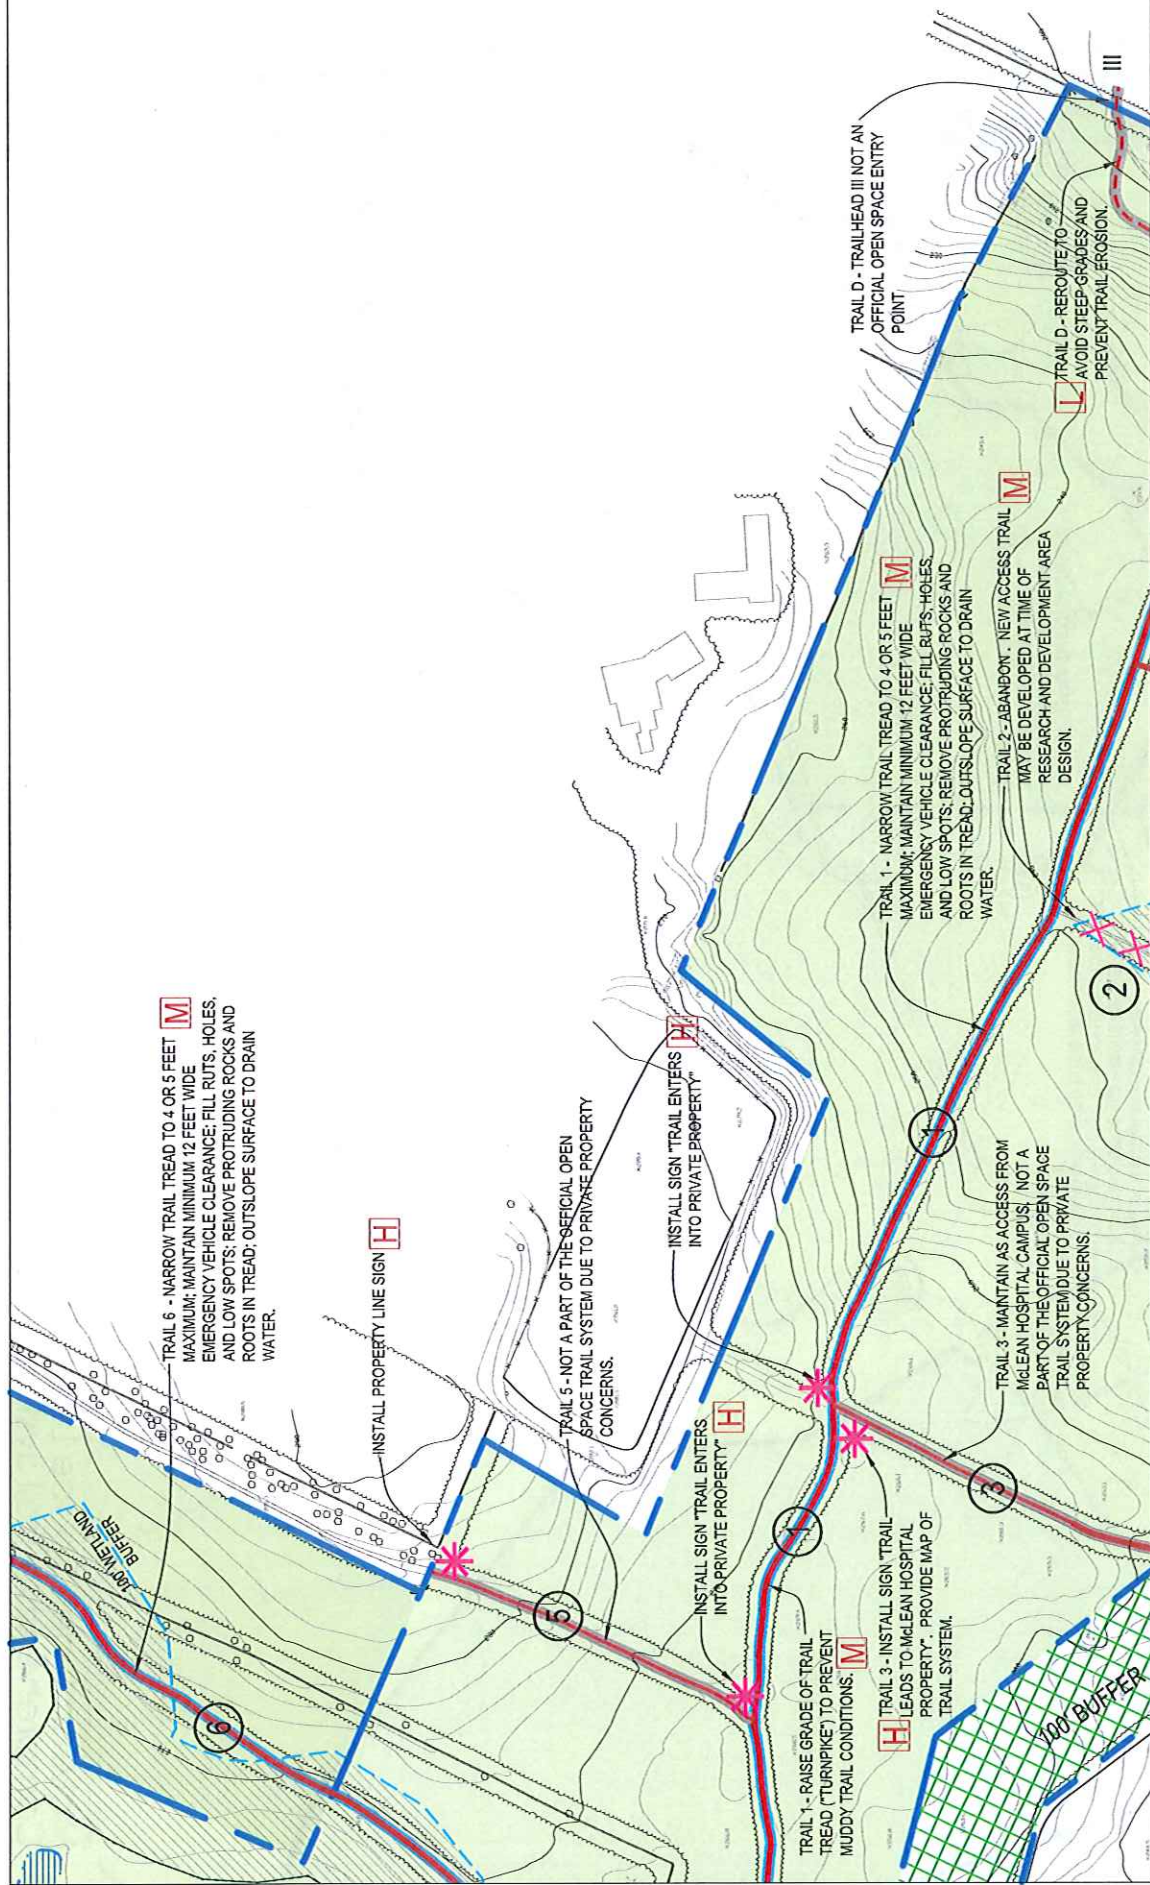 TRAIL 6 - NARROW TRAIL TREAD TO 4 OR 5 FEET M
MAXIMUM; MAINTAIN MINIMUM 12 FEET WIDE
EMERGENCY VEHICLE CLEARANCE; FILL RUTS, HOLES,
AND LOW SPOTS; REMOVE PROTRUDING ROCKS AND
ROOTS IN TREAD; OUTSLOPE SURFACE TO DRAIN
WATER.
100' WETLAND
BUFFER
6
INSTALL PROPERTY LINE SIGN H
TRAIL 5 - NOT A PART OF THE OFFICIAL OPEN
SPACE TRAIL SYSTEM DUE TO PRIVATE PROPERTY
CONCERNS.
5
INSTALL SIGN "TRAIL ENTERS H
INTO PRIVATE PROPERTY"
INSTALL SIGN "TRAIL ENTERS
INTO PRIVATE PROPERTY" H
1
TRAIL 1 - RAISE GRADE OF TRAIL
TREAD ("TURNPIKE") TO PREVENT
MUDDY TRAIL CONDITIONS. M
H TRAIL 3 - INSTALL SIGN "TRAIL
LEADS TO McLEAN HOSPITAL
PROPERTY". PROVIDE MAP OF
TRAIL SYSTEM.
100' BUFFER
3
TRAIL 3 - MAINTAIN AS ACCESS FROM
McLEAN HOSPITAL CAMPUS. NOT A
PART OF THE OFFICIAL OPEN SPACE
TRAIL SYSTEM DUE TO PRIVATE
PROPERTY CONCERNS.
1
TRAIL 1 - NARROW TRAIL TREAD TO 4 OR 5 FEET M
MAXIMUM; MAINTAIN MINIMUM 12 FEET WIDE
EMERGENCY VEHICLE CLEARANCE; FILL RUTS, HOLES,
AND LOW SPOTS; REMOVE PROTRUDING ROCKS AND
ROOTS IN TREAD; OUTSLOPE SURFACE TO DRAIN
WATER.
2
TRAIL 2 - ABANDON. NEW ACCESS TRAIL M
MAY BE DEVELOPED AT TIME OF
RESEARCH AND DEVELOPMENT AREA
DESIGN.
TRAIL D - TRAILHEAD III NOT AN
OFFICIAL OPEN SPACE ENTRY
POINT
L TRAIL D - REROUTE TO
AVOID STEEP GRADES AND
PREVENT TRAIL EROSION.
III